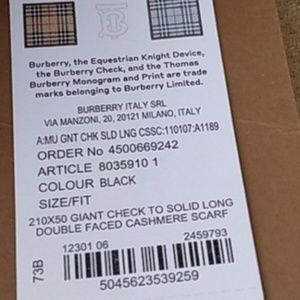 Burberry, the Equestrian Knight Device,
the Burberry Check, and the Thomas
Burberry Monogram and Print are trade
marks belonging to Burberry Limited.
BURBERRY ITALY SRL
VIA MANZONI, 20, 20121 MILANO, ITALY
A:MU GNT CHK SLD LNG CSSC:110107:A1189
ORDER No 4500669242
ARTICLE 8035910 1
COLOUR BLACK
SIZE/FIT
210X50 GIANT CHECK TO SOLID LONG
DOUBLE FACED CASHMERE SCARF
12301 06 2459793
73B
5045623539259